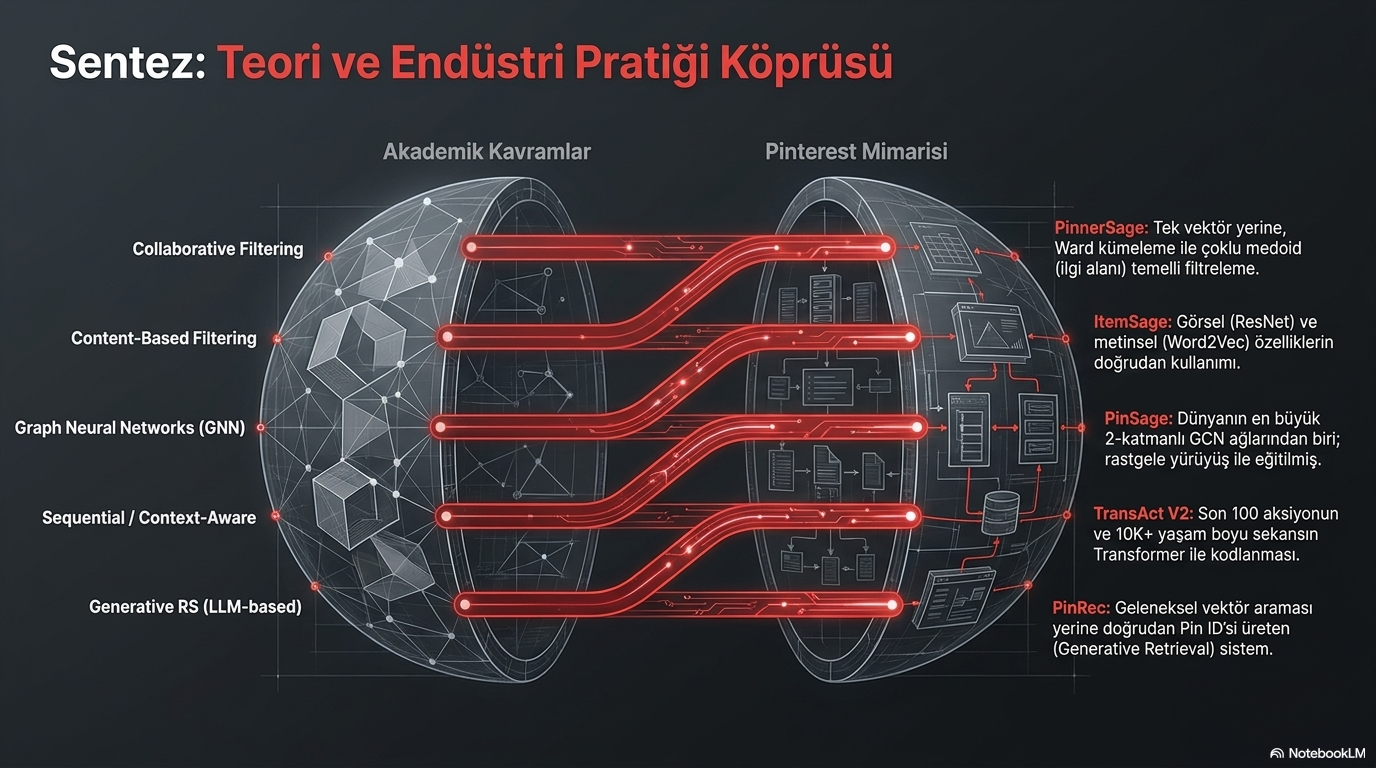 Sentez: Teori ve Endüstri Pratiği Köprüsü
Akademik Kavramlar
Pinterest Mimarisi
Collaborative Filtering
Content-Based Filtering
Graph Neural Networks (GNN)
Sequential / Context-Aware
Generative RS (LLM-based)
PinnerSage: Tek vektör yerine,
Ward kümeleme ile çoklu medoid
(ilgi alanı) temelli filtreleme.
ItemSage: Görsel (ResNet) ve
metinsel (Word2Vec) özelliklerin
doğrudan kullanımı.
PinSage: Dünyanın en büyük
2-katmanlı GCN ağlarından biri;
rastgele yürüyüş ile eğitilmiş.
TransAct V2: Son 100 aksiyonun
ve 10K+ yaşam boyu sekansın
Transformer ile kodlanması.
PinRec: Geleneksel vektör araması
yerine doğrudan Pin ID'si üreten
(Generative Retrieval) sistem.
NotebookLM